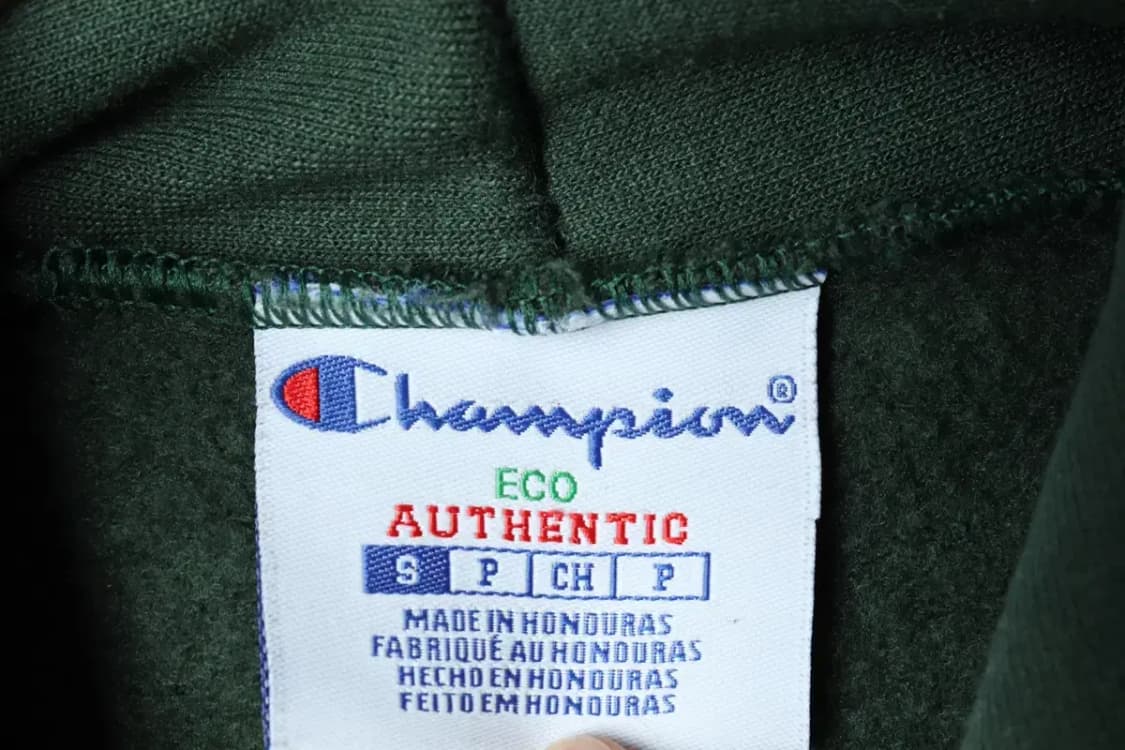 Champion®
ECO
AUTHENTIC
S P CH P
MADE IN HONDURAS
FABRIQUÉ AU HONDURAS
HECHO EN HONDURAS
FEITO EM HONDURAS